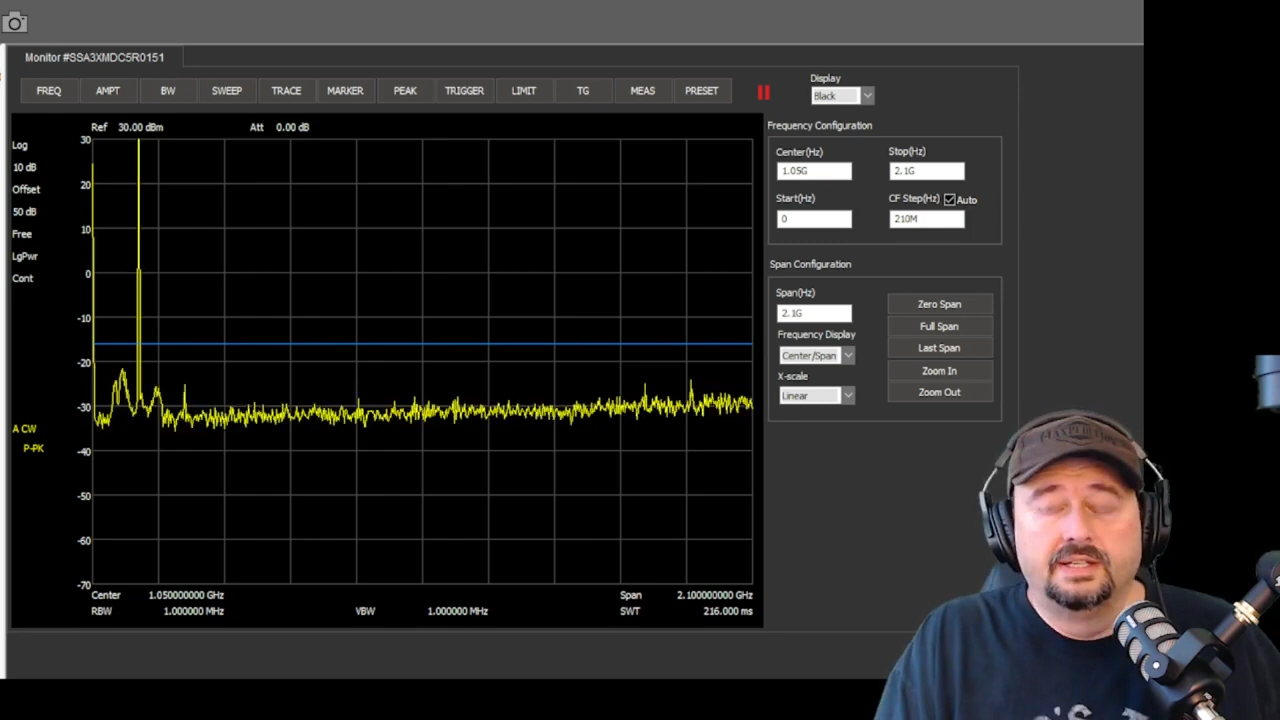 Monitor #SSA3XMDC5R0151
FREQ AMPT BW SWEEP TRACE MARKER PEAK TRIGGER LIMIT TG MEAS PRESET
Display
Black
Ref 30.00 dBm Att 0.00 dB
Log
10 dB
Offset
50 dB
Free
LgPwr
Cont
A CW
P-PK
30
20
10
0
-10
-20
-30
-40
-50
-60
-70
Center 1.050000000 GHz Span 2.100000000 GHz
RBW 1.000000 MHz VBW 1.000000 MHz SWT 216.000 ms
Frequency Configuration
Center(Hz) Stop(Hz)
1.05G 2.1G
Start(Hz) CF Step(Hz) Auto
0 210M
Span Configuration
Span(Hz)
2.1G
Frequency Display
Center/Span
X-scale
Linear
Zero Span
Full Span
Last Span
Zoom In
Zoom Out